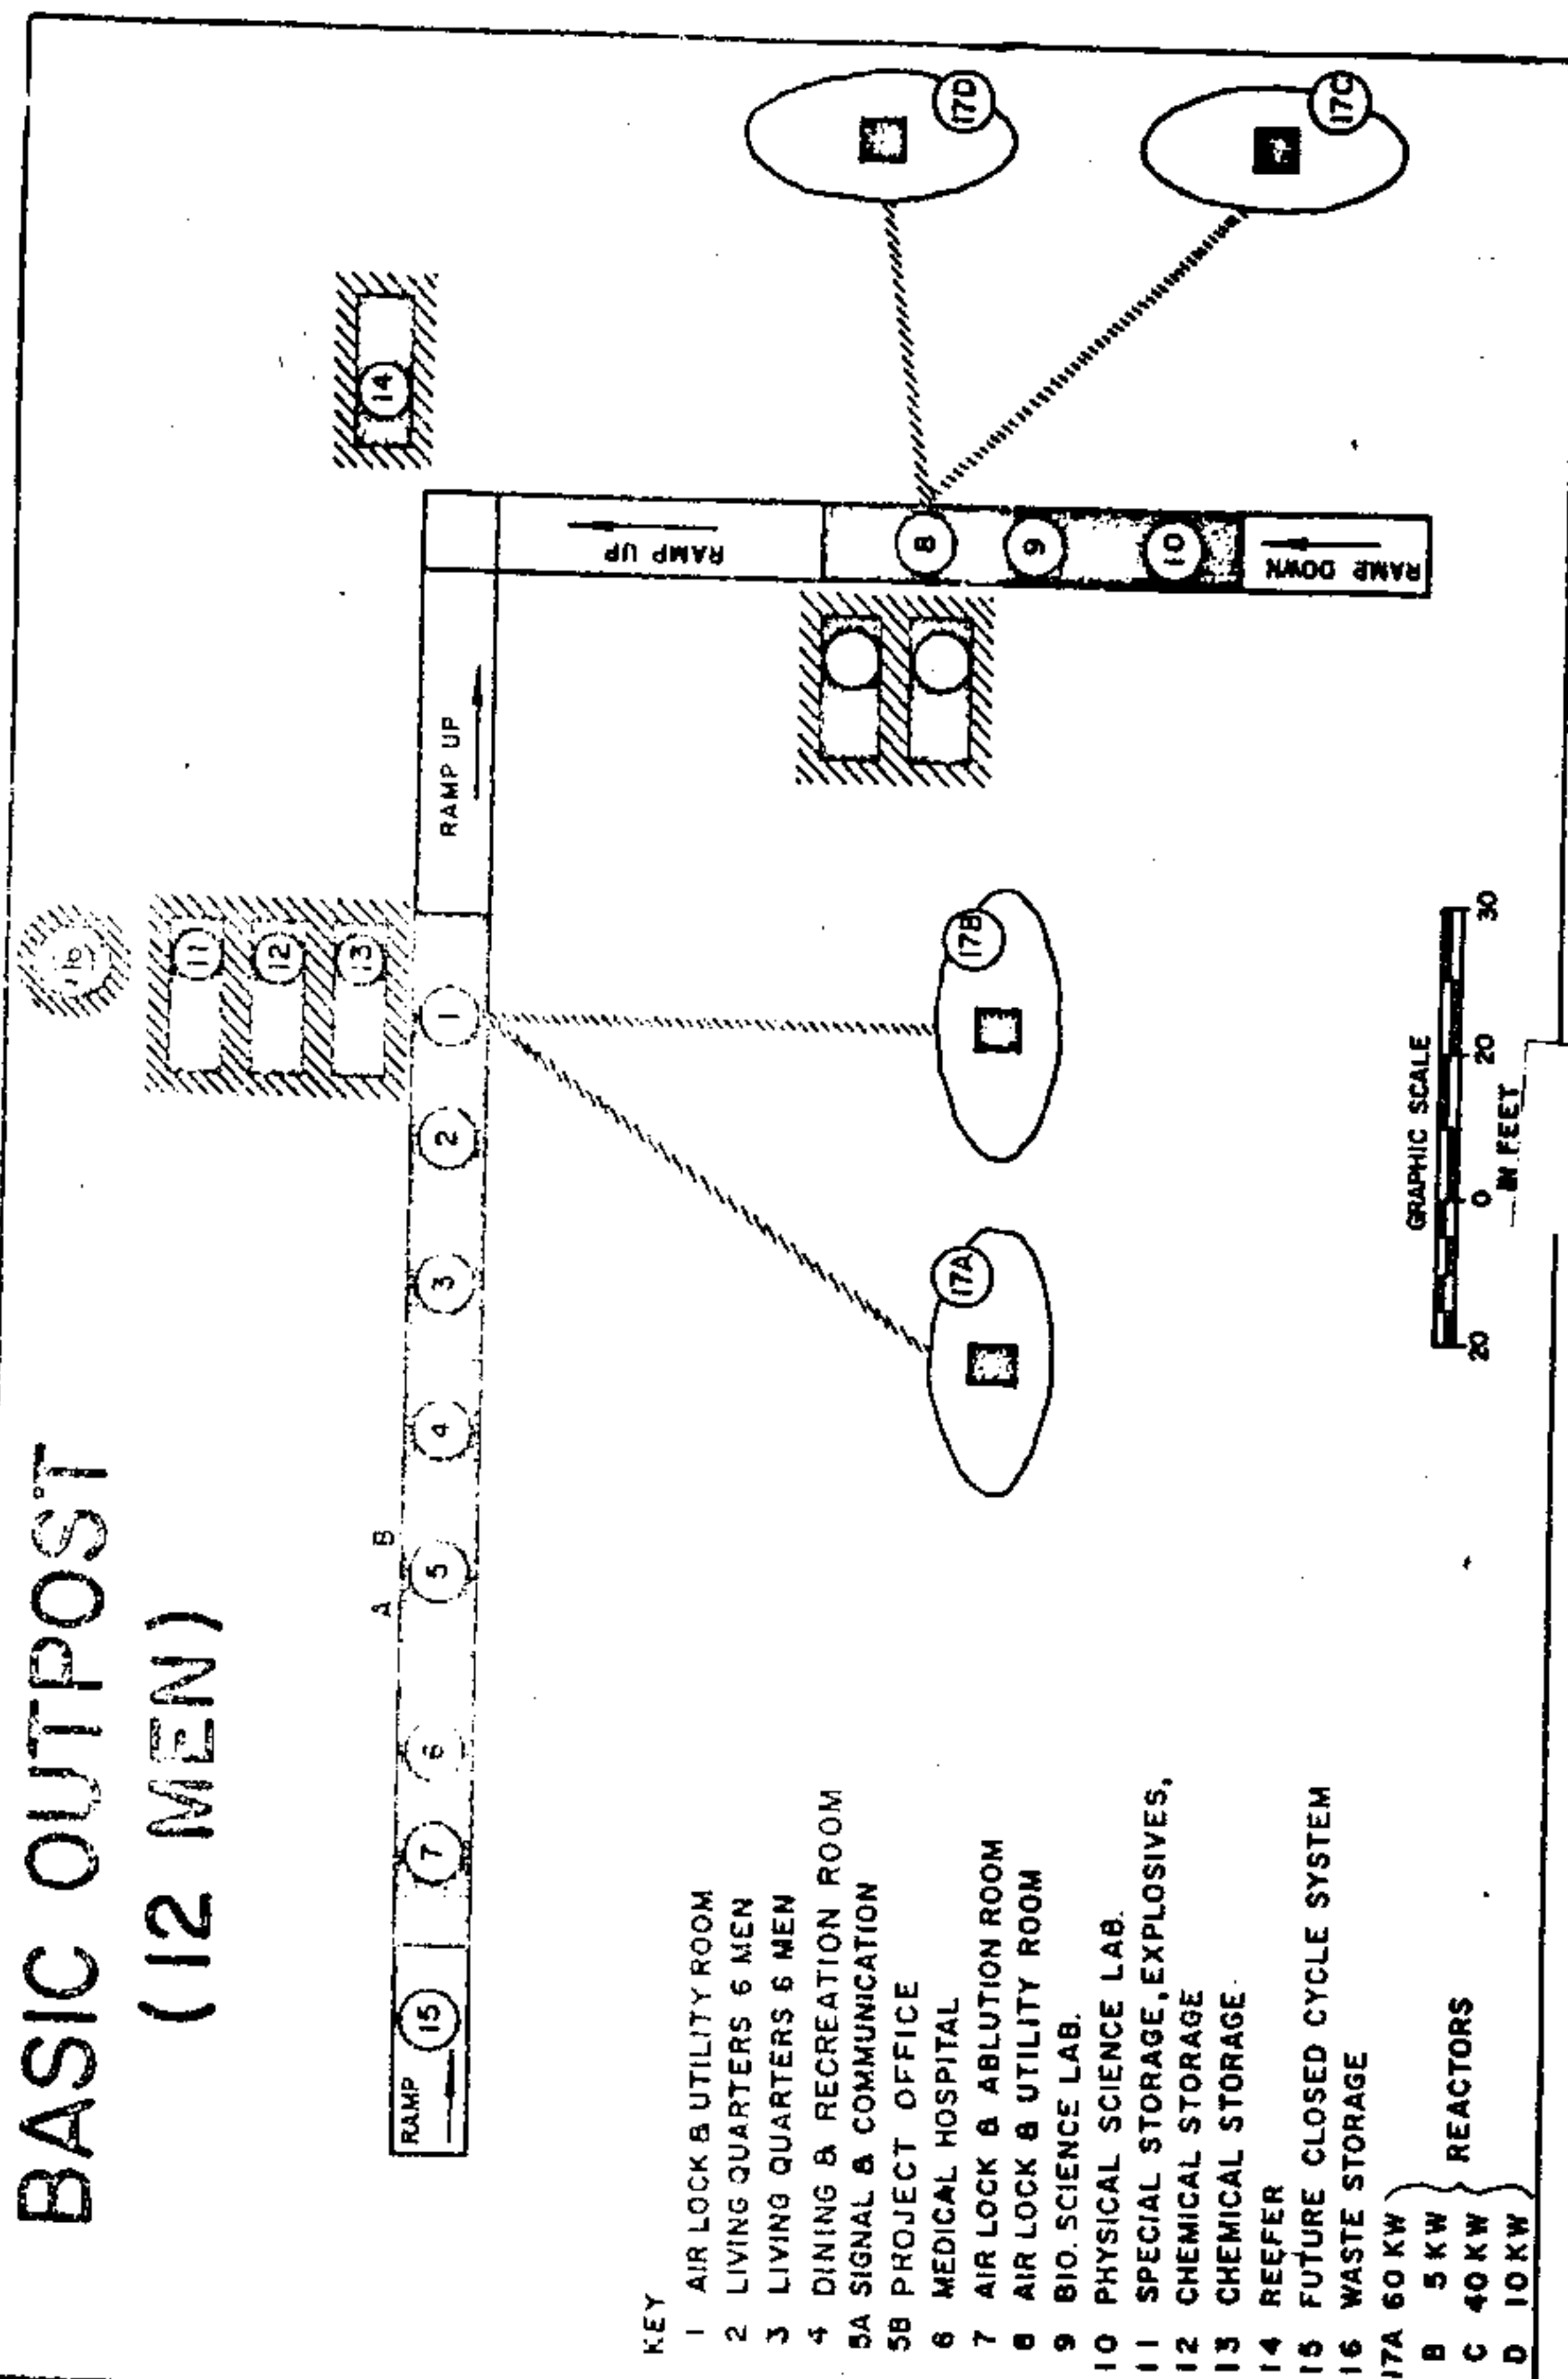 BASIC OUTPOST
(12 MEN)
16
11
12
13
14
15
7
6
5
4
3
2
1
A
B
RAMP
RAMP UP
RAMP UP
8
9
10
RAMP DOWN
17A
17B
17C
17D
KEY
1 AIR LOCK & UTILITY ROOM
2 LIVING QUARTERS 6 MEN
3 LIVING QUARTERS 6 MEN
4 DINING & RECREATION ROOM
5A SIGNAL & COMMUNICATION
5B PROJECT OFFICE
6 MEDICAL HOSPITAL
7 AIR LOCK & ABLUTION ROOM
8 AIR LOCK & UTILITY ROOM
9 BIO. SCIENCE LAB.
10 PHYSICAL SCIENCE LAB.
11 SPECIAL STORAGE, EXPLOSIVES,
12 CHEMICAL STORAGE
13 CHEMICAL STORAGE
14 REEFER
15 FUTURE CLOSED CYCLE SYSTEM
16 WASTE STORAGE
17A 60 KW
B 5 KW
C 40 KW
D 10 KW
REACTORS
GRAPHIC SCALE
20 0 20 30
IN FEET